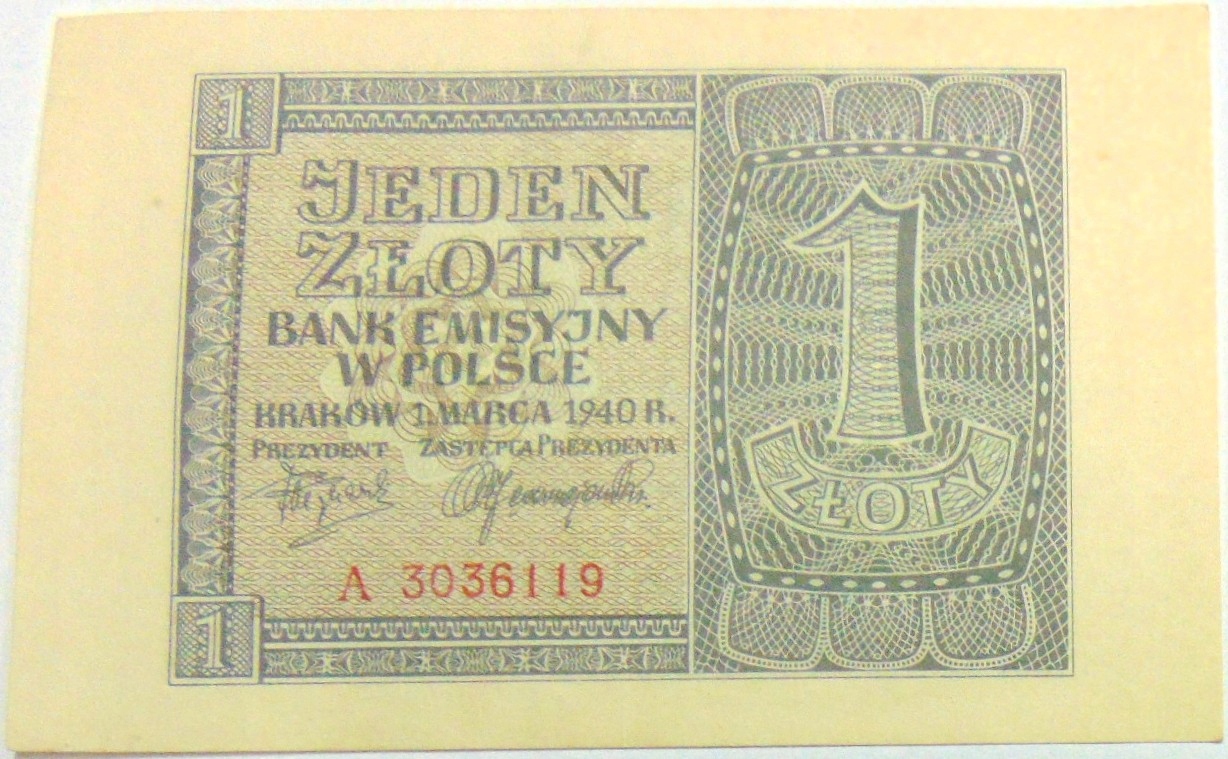 1
JEDEN
ZŁOTY
BANK EMISYJNY
W POLSCE
KRAKÓW 1. MARCA 1940 R.
PREZYDENT ZASTĘPCA PREZYDENTA
A 3036119
1
1
ZŁOTY